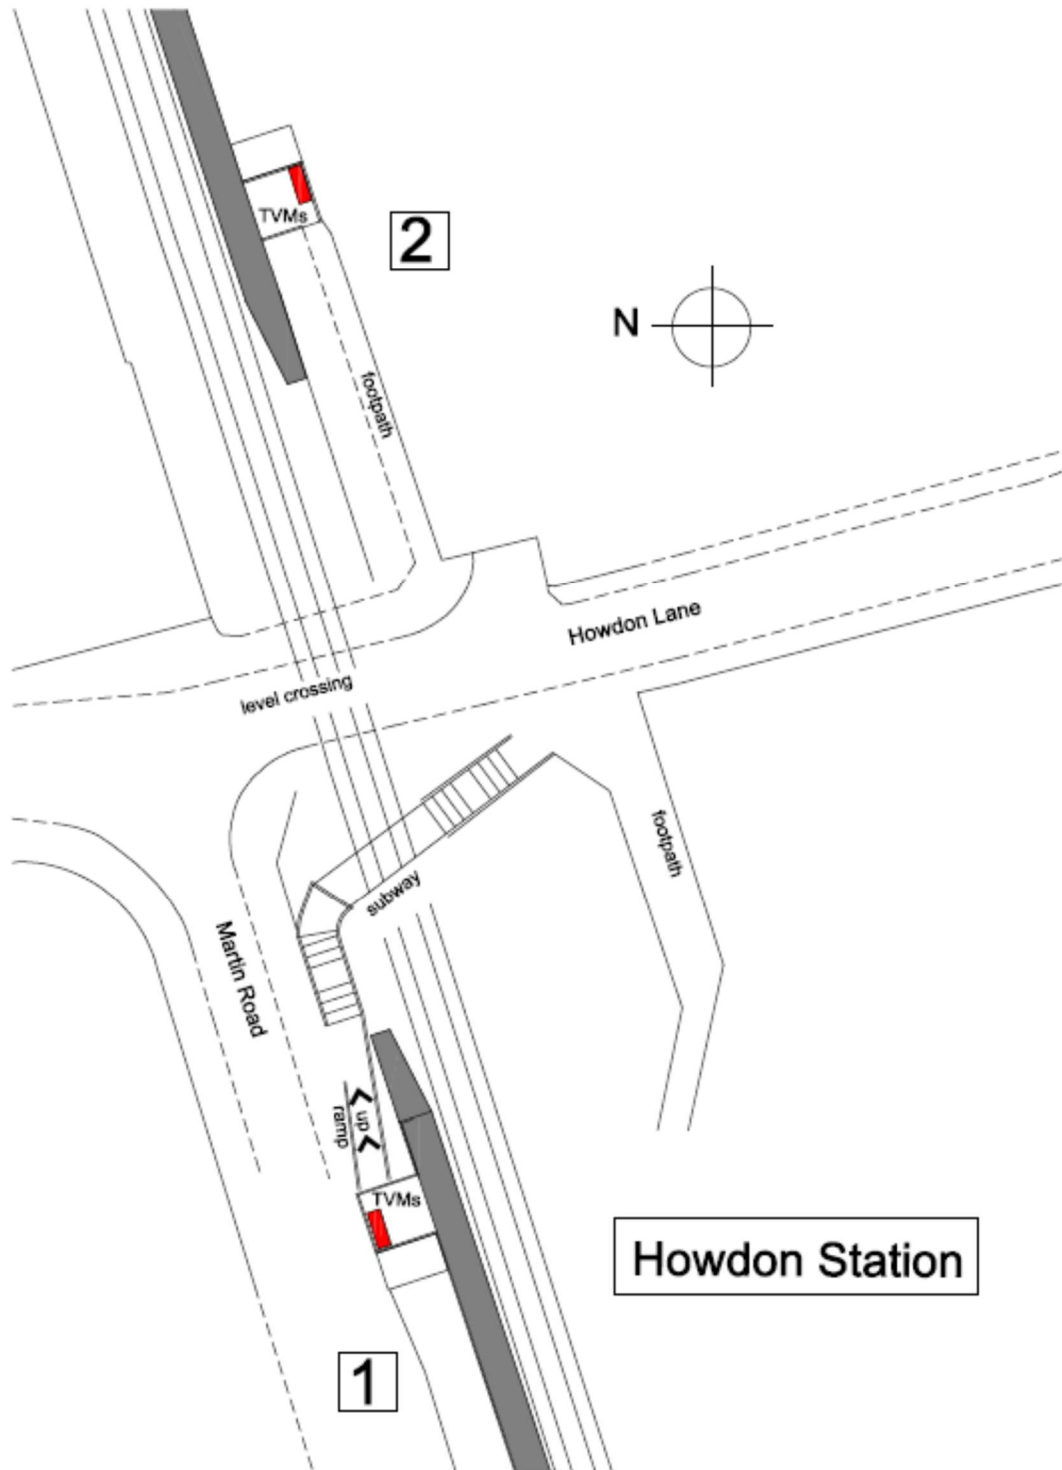 TVMs
2
N
footpath
Howdon Lane
level crossing
footpath
subway
Martin Road
up
ramp
TVMs
Howdon Station
1